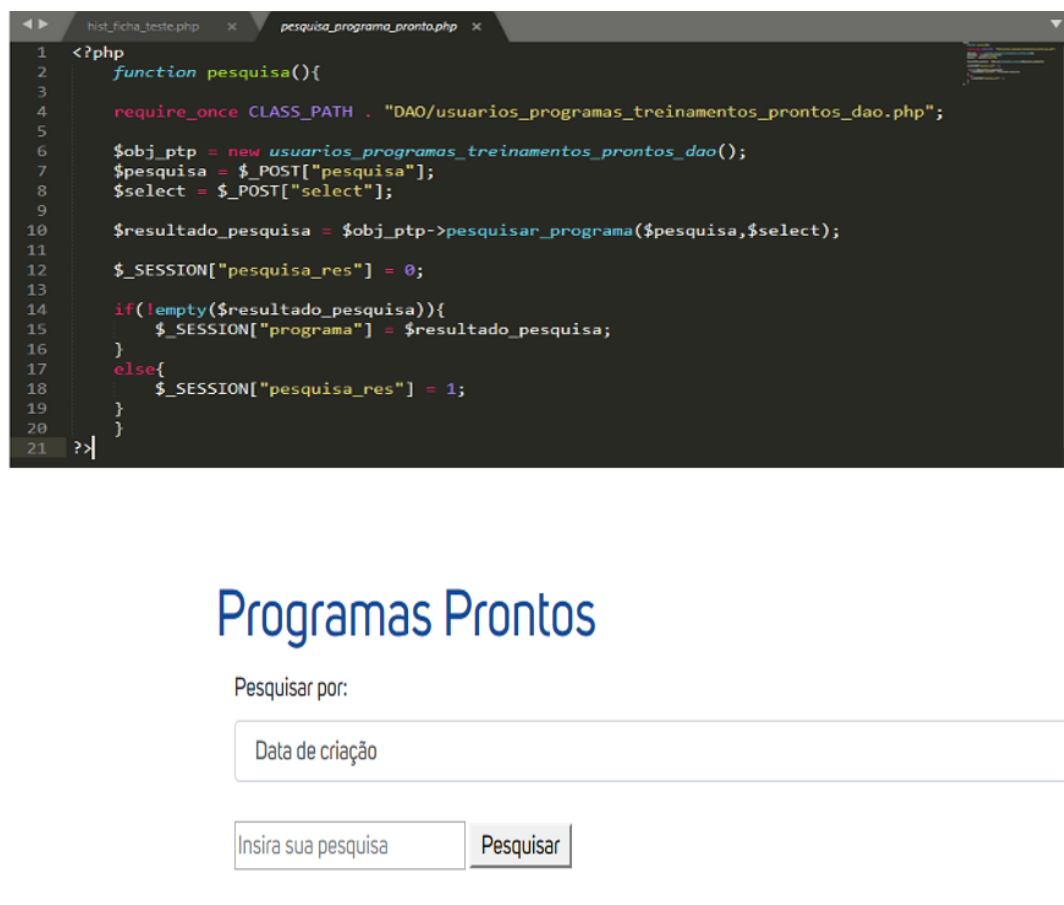 hist_ficha_teste.php × pesquisa_programa_pronto.php ×
1 <?php
2 function pesquisa(){
3
4 require_once CLASS_PATH . "DAO/usuarios_programas_treinamentos_prontos_dao.php";
5
6 $obj_ptp = new usuarios_programas_treinamentos_prontos_dao();
7 $pesquisa = $_POST["pesquisa"];
8 $select = $_POST["select"];
9
10 $resultado_pesquisa = $obj_ptp->pesquisar_programa($pesquisa,$select);
11
12 $_SESSION["pesquisa_res"] = 0;
13
14 if(!empty($resultado_pesquisa)){
15 $_SESSION["programa"] = $resultado_pesquisa;
16 }
17 else{
18 $_SESSION["pesquisa_res"] = 1;
19 }
20 }
21 ?>
Programas Prontos
Pesquisar por:
Data de criação
Insira sua pesquisa Pesquisar